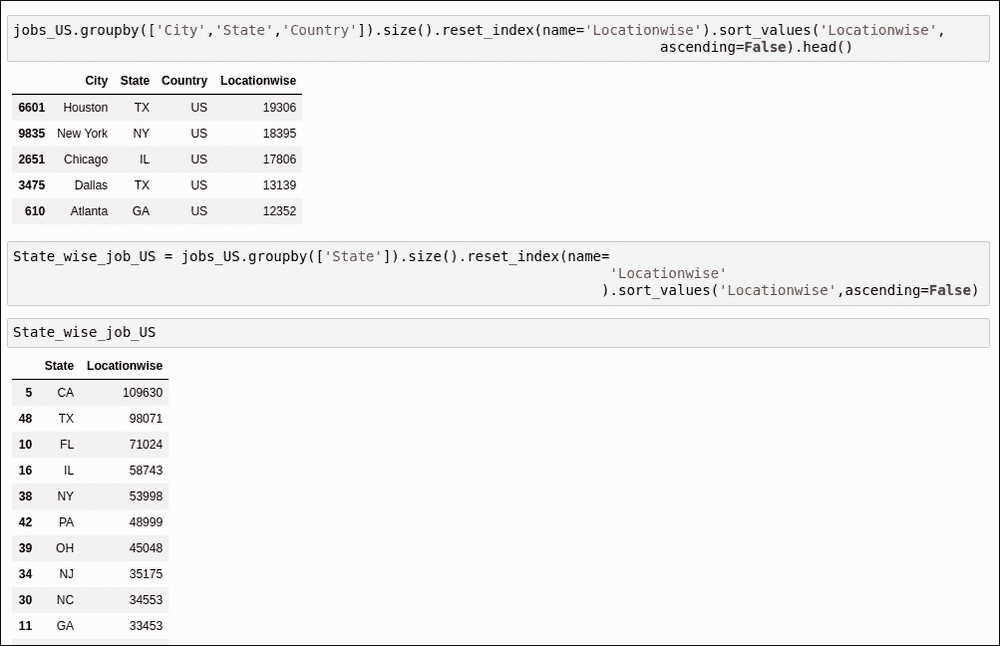 jobs_US.groupby(['City','State','Country']).size().reset_index(name='Locationwise').sort_values('Locationwise',
ascending=False).head()
City State Country Locationwise
6601 Houston TX US 19306
9835 New York NY US 18395
2651 Chicago IL US 17806
3475 Dallas TX US 13139
610 Atlanta GA US 12352
State_wise_job_US = jobs_US.groupby(['State']).size().reset_index(name=
'Locationwise'
).sort_values('Locationwise',ascending=False)
State_wise_job_US
State Locationwise
5 CA 109630
48 TX 98071
10 FL 71024
16 IL 58743
38 NY 53998
42 PA 48999
39 OH 45048
34 NJ 35175
30 NC 34553
11 GA 33453